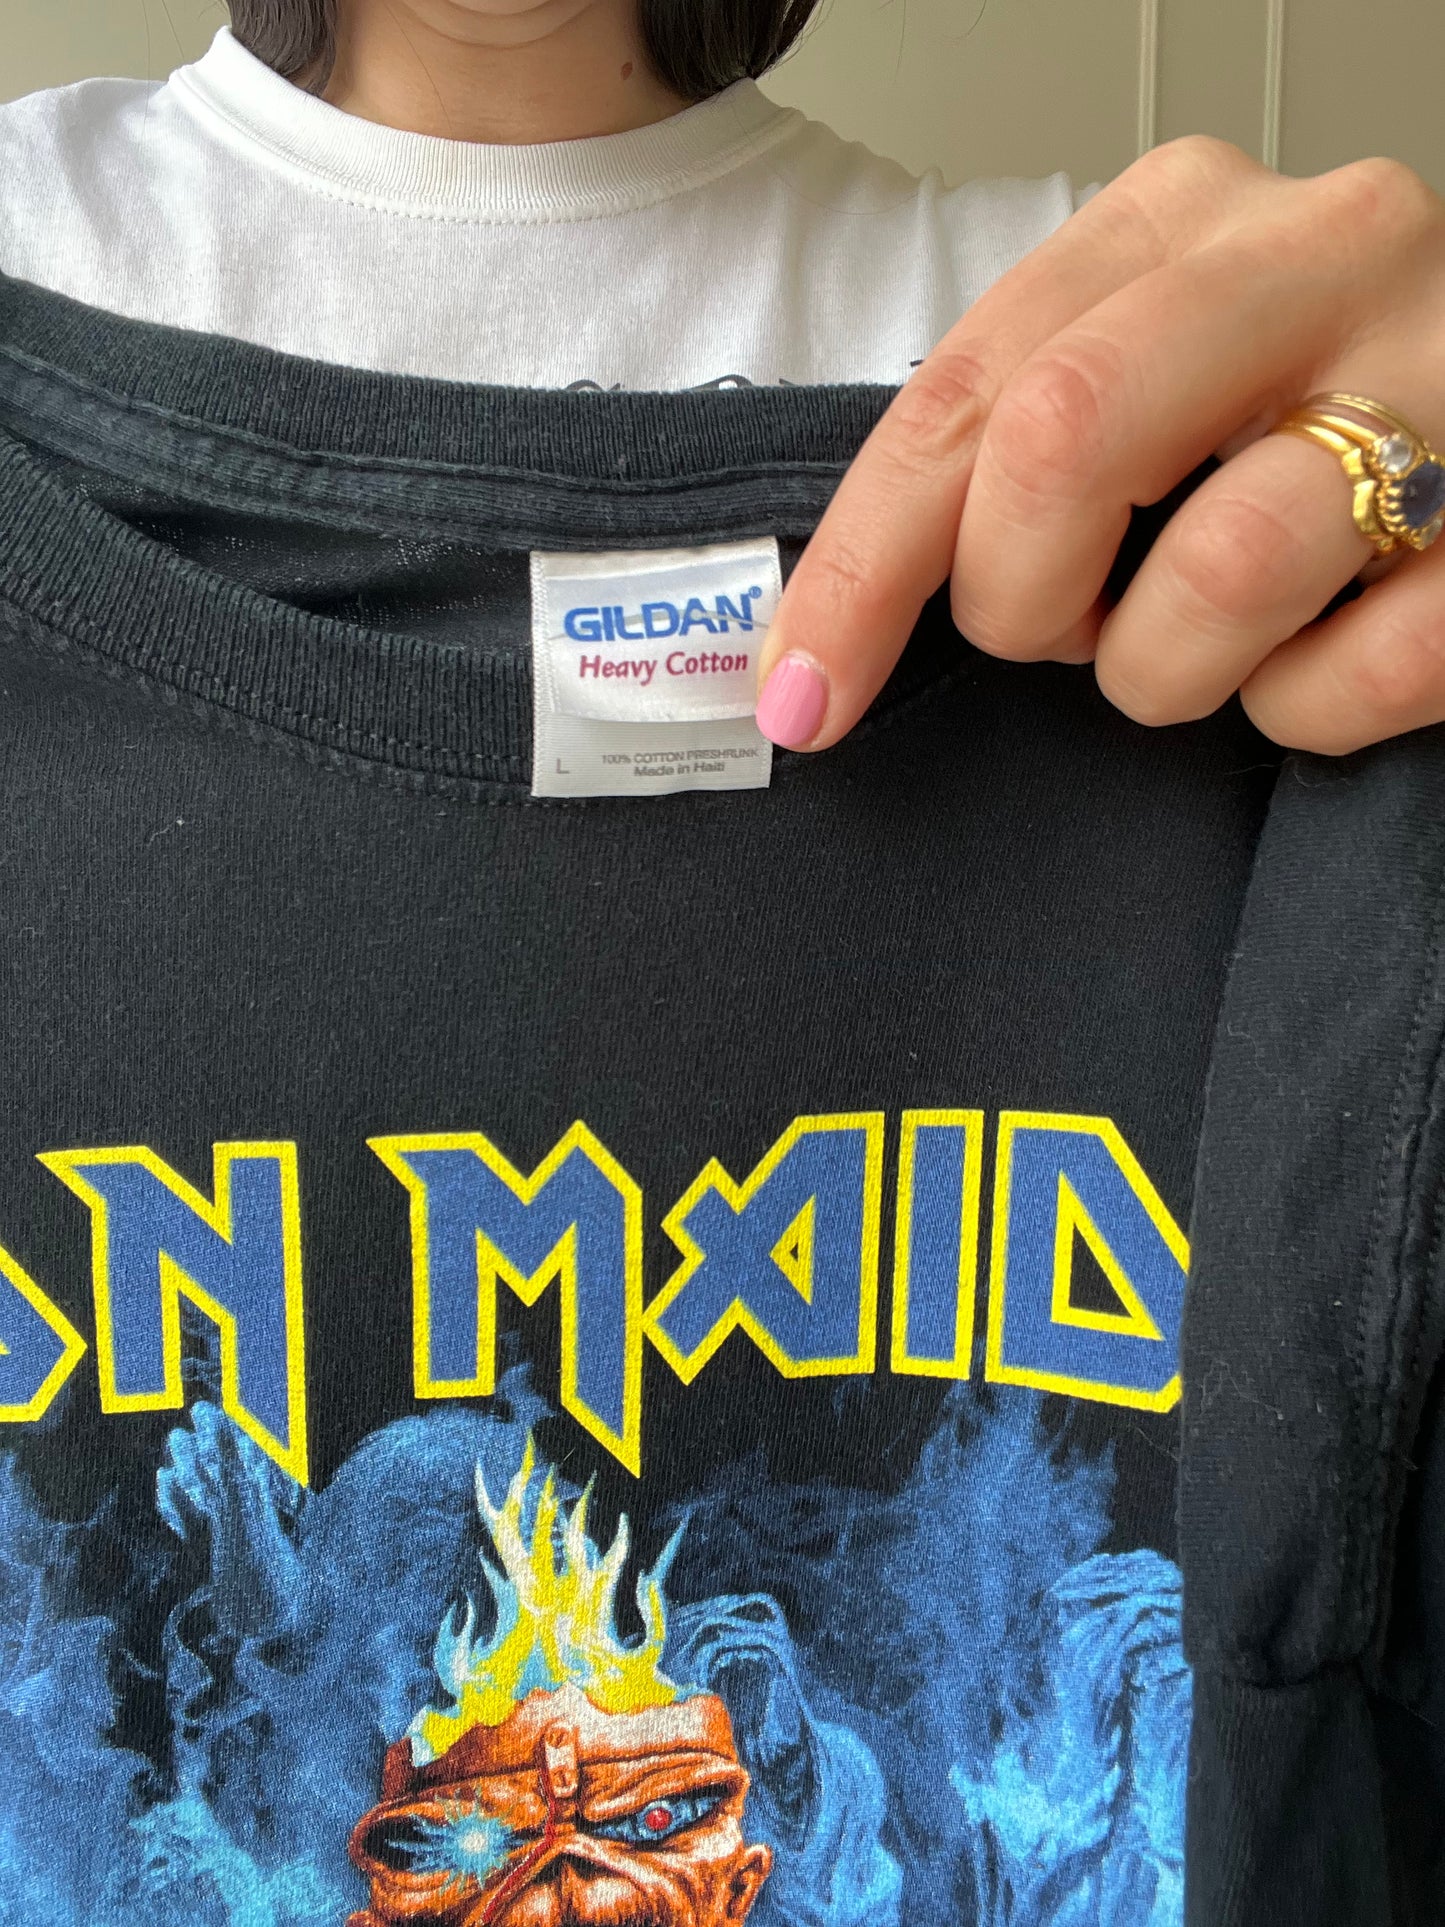 GILDAN®
Heavy Cotton
L 100% COTTON PRESHRUNK
Made in Haiti
ON MAID